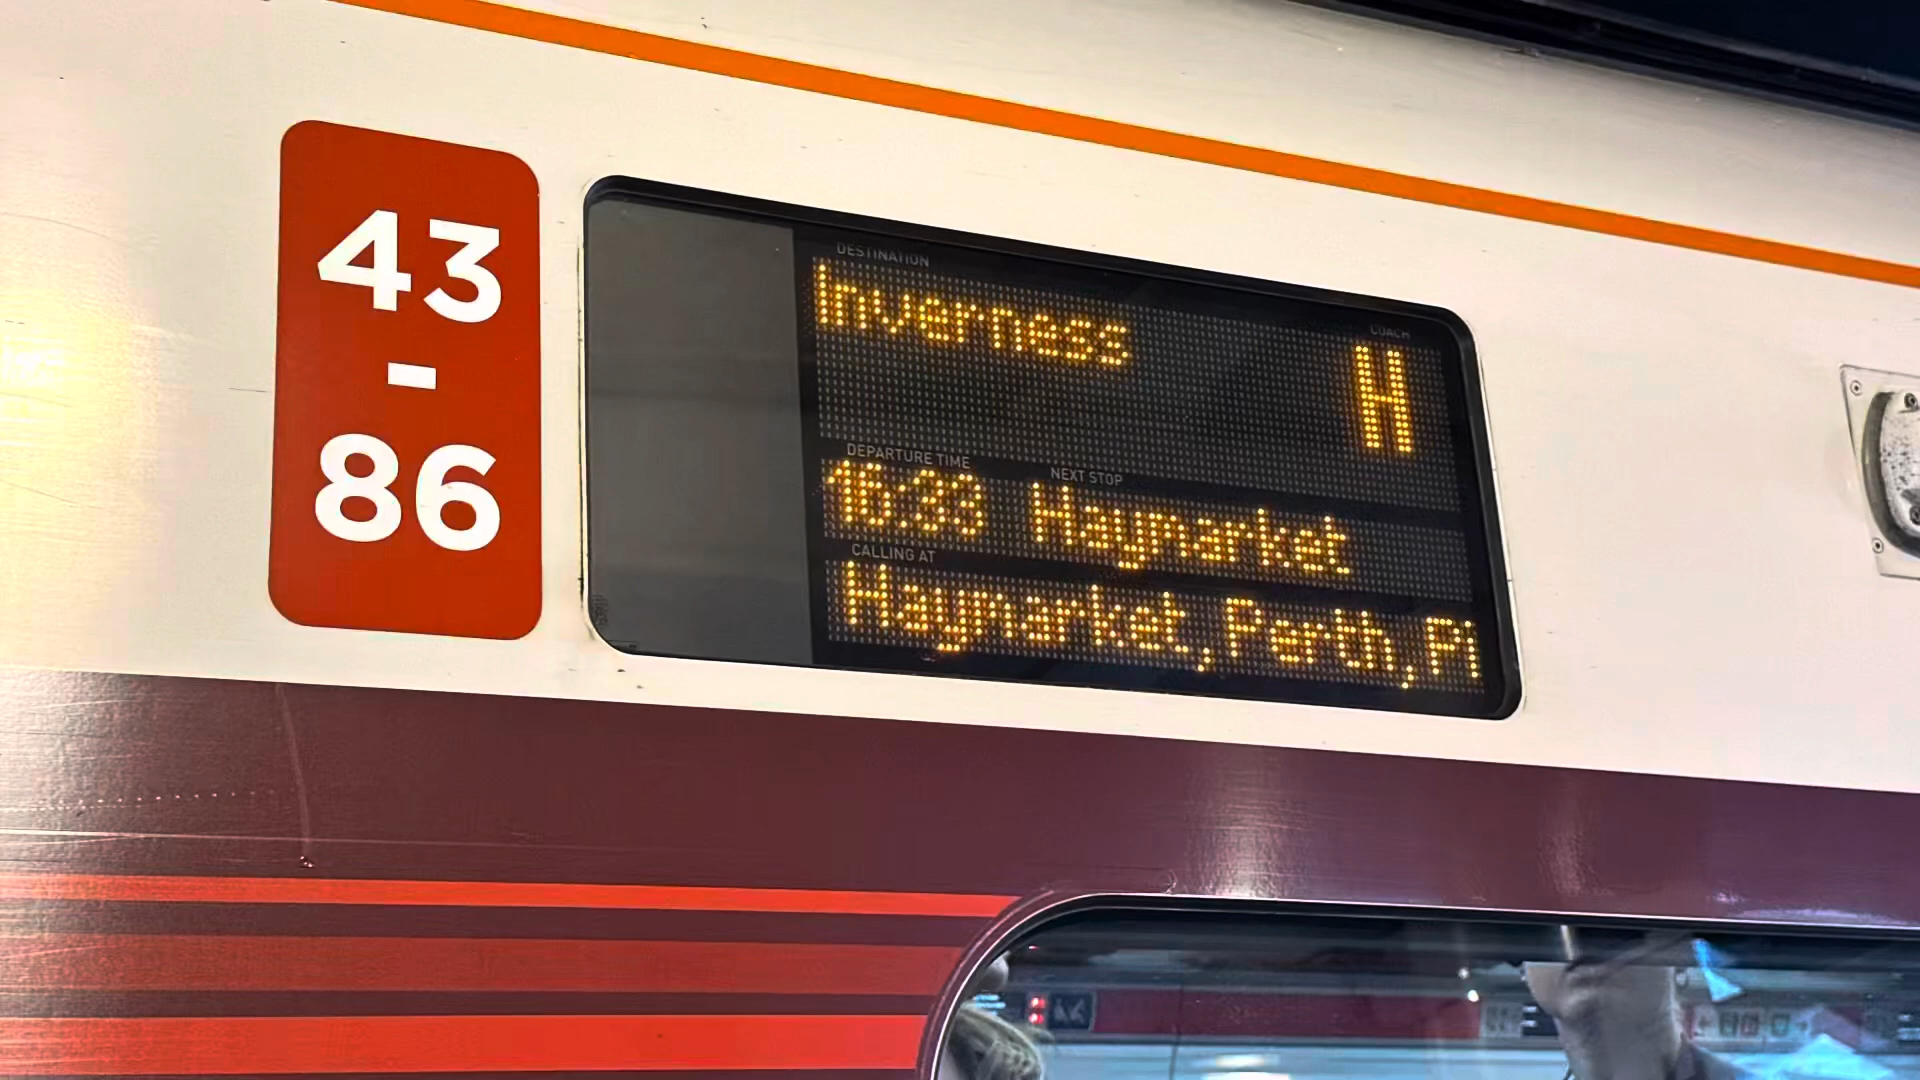 43
-
86
DESTINATION
Inverness
COACH
H
DEPARTURE TIME
NEXT STOP
16:33 Haymarket
CALLING AT
Haymarket,Perth,Pi